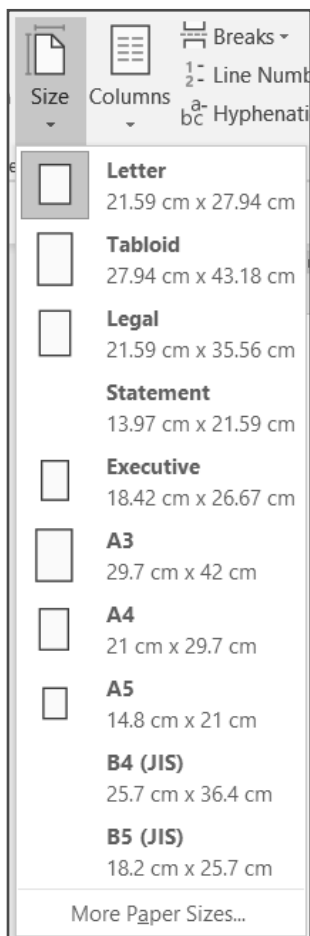 Size
Columns
Breaks
Line
Letter
21.59 cm x 27.94 cm
Tabloid
27.94 cm x 43.18 cm
Legal
21.59 cm x 35.56 cm
Statement
13.97 cm x 21.59 cm
Executive
18.42 cm x 26.67 cm
A3
29.7 cm x 42 cm
A4
21 cm x 29.7 cm
A5
14.8 cm x 21 cm
B4 (JIS)
25.7 cm x 36.4 cm
B5 (JIS)
18.2 cm x 25.7 cm
More Paper Sizes...